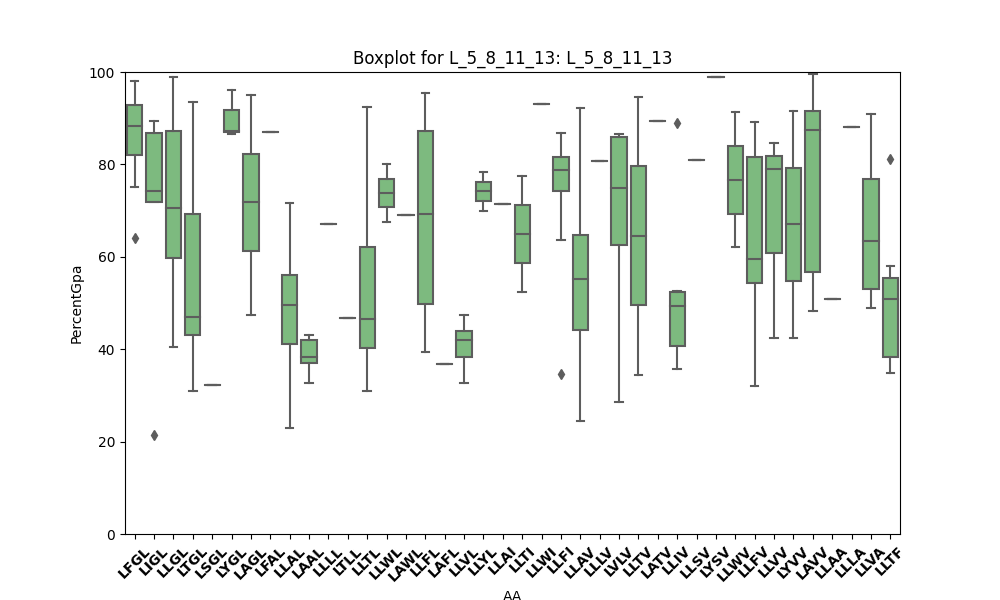 Boxplot for L_5_8_11_13: L_5_8_11_13
100
80
60
40
20
0
PercentGpa
LFGL LIGL LLGL LTGL LSGL LYGL LAGL LFAL LLAL LAAL LLLL LTLL LLTL LLWL LAWL LLFL LAFL LLVL LLYL LLAI LLTI LLWI LLFI LLAV LLLV LVLV LLTV LATV LLIV LLSV LYSV LLWV LLFV LLVV LYVV LAVV LLAA LLLA LLVA LLTF
AA